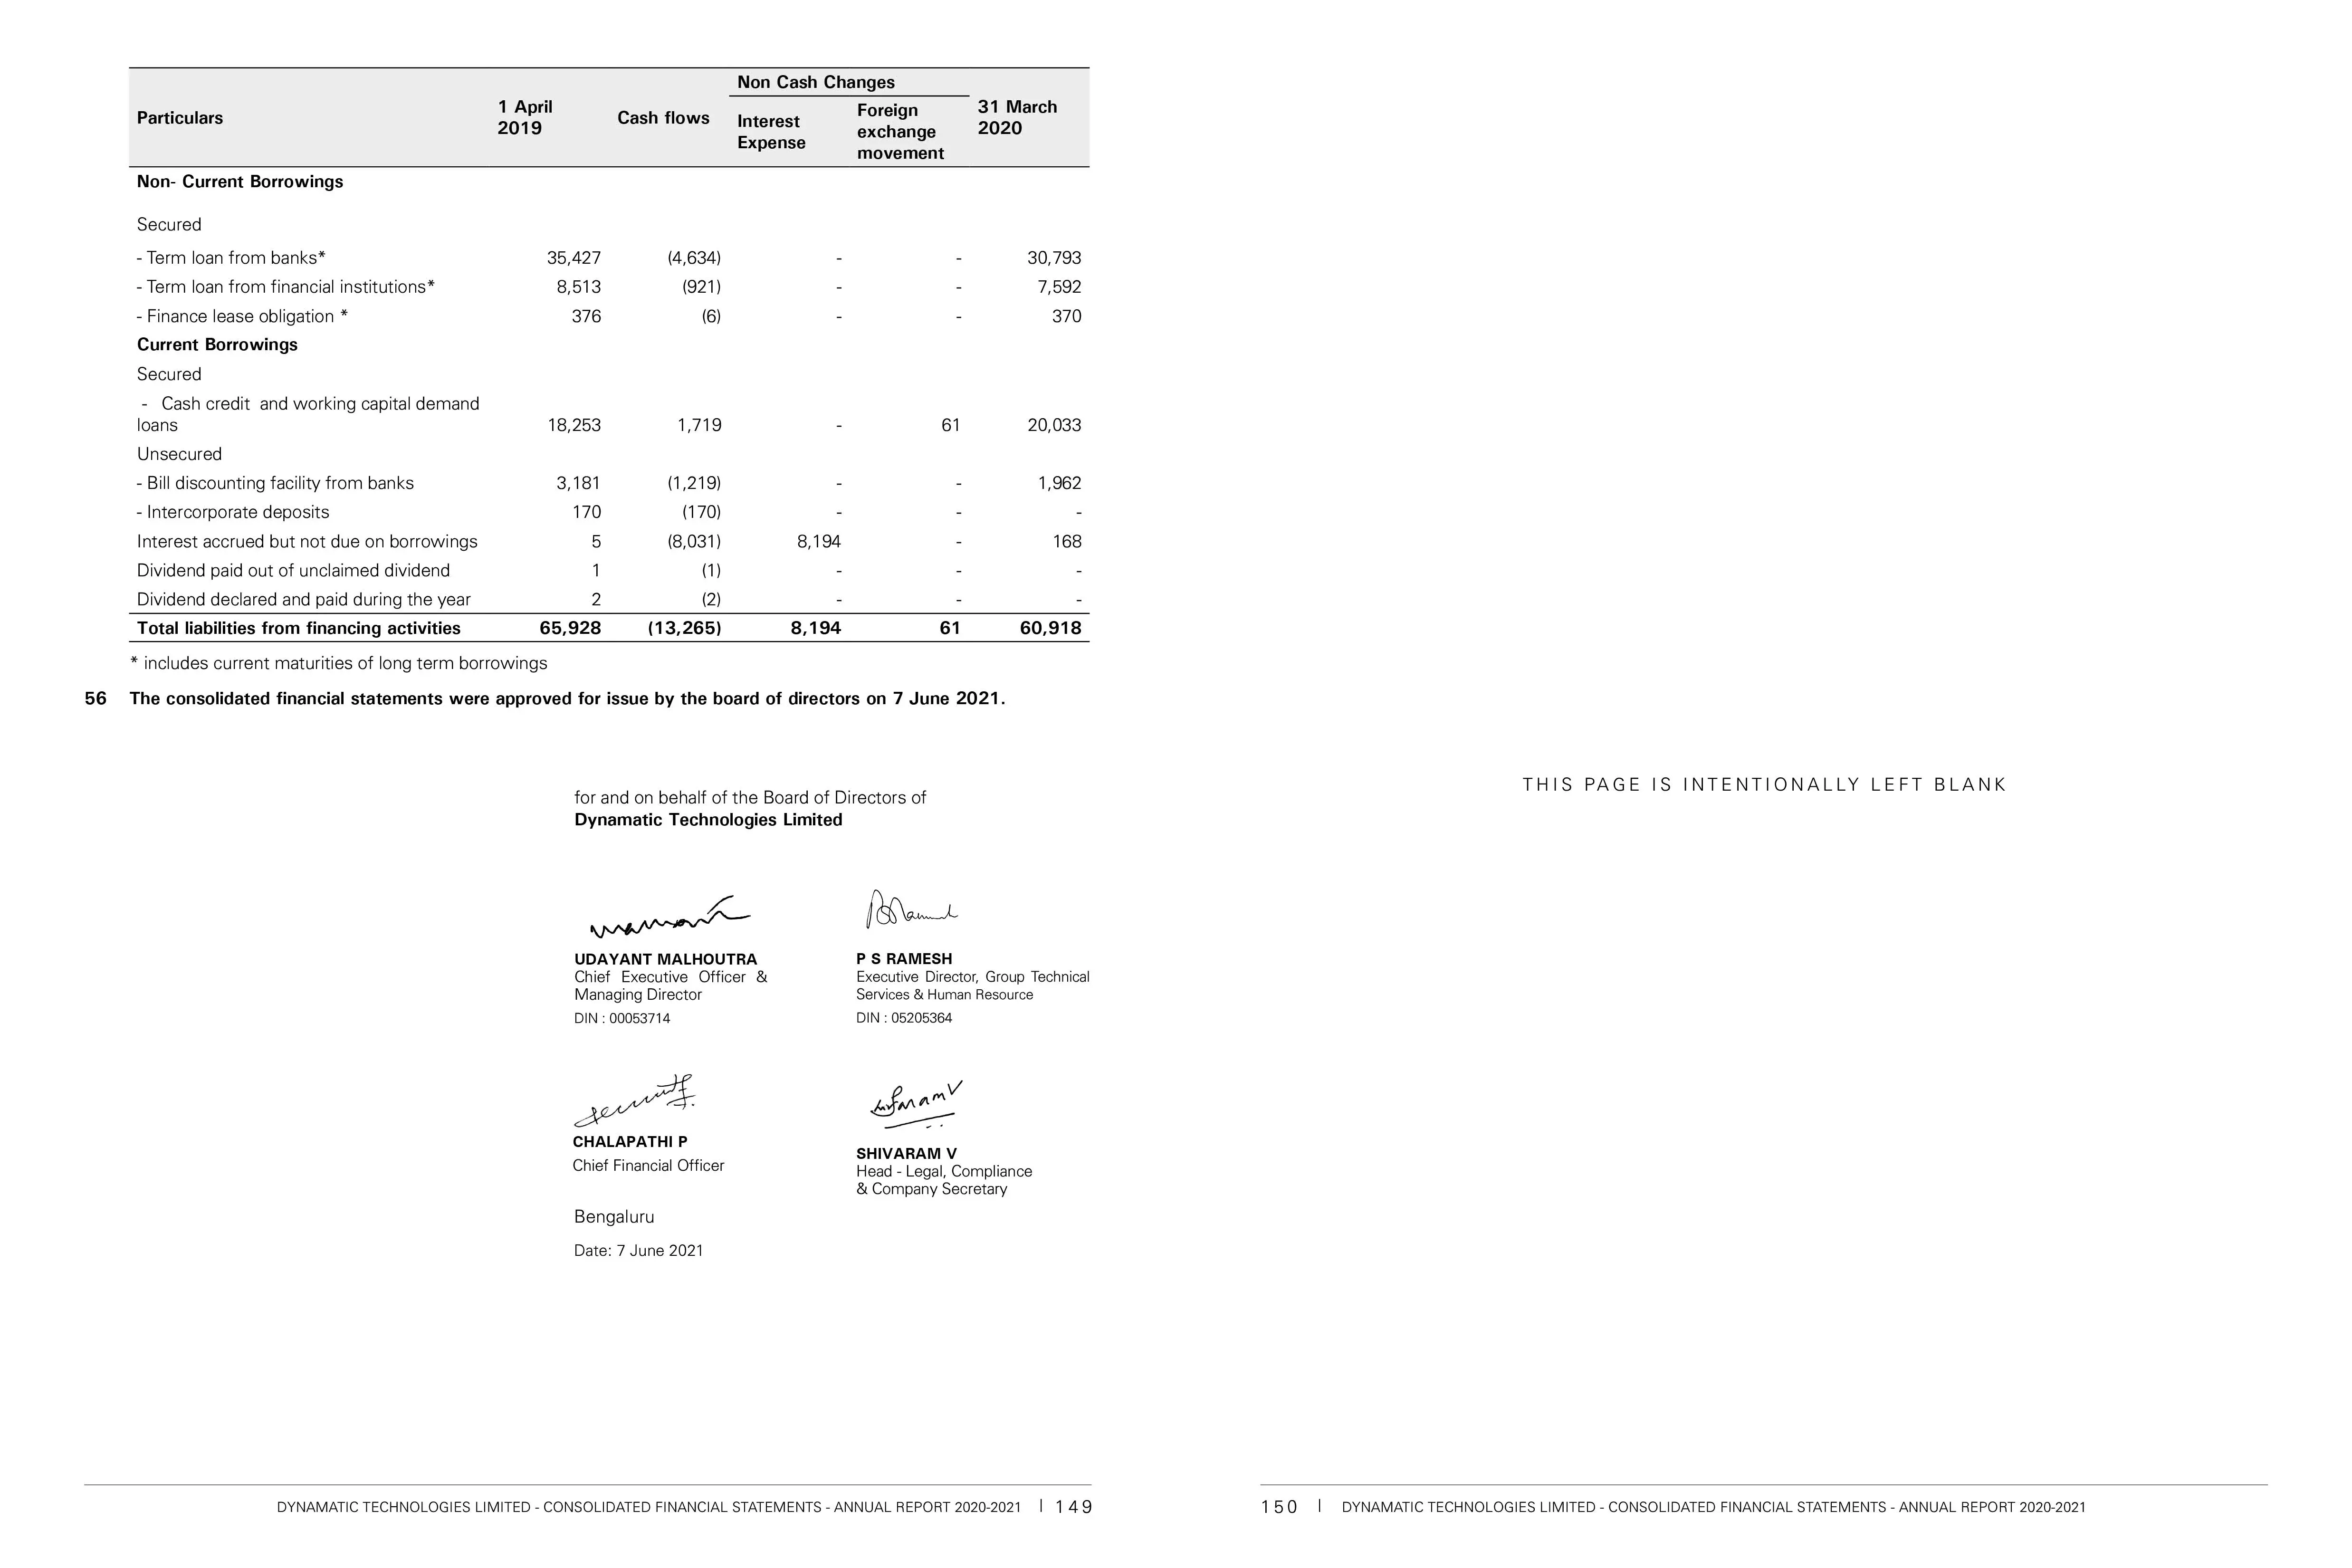 Non Cash Changes
Particulars 1 April 2019 Cash flows Interest Expense Foreign exchange movement 31 March 2020
Non- Current Borrowings
Secured
- Term loan from banks* 35,427 (4,634) - - 30,793
- Term loan from financial institutions* 8,513 (921) - - 7,592
- Finance lease obligation * 376 (6) - - 370
Current Borrowings
Secured
- Cash credit and working capital demand
loans 18,253 1,719 - 61 20,033
Unsecured
- Bill discounting facility from banks 3,181 (1,219) - - 1,962
- Intercorporate deposits 170 (170) - - -
Interest accrued but not due on borrowings 5 (8,031) 8,194 - 168
Dividend paid out of unclaimed dividend 1 (1) - - -
Dividend declared and paid during the year 2 (2) - - -
Total liabilities from financing activities 65,928 (13,265) 8,194 61 60,918
* includes current maturities of long term borrowings
56 The consolidated financial statements were approved for issue by the board of directors on 7 June 2021.
for and on behalf of the Board of Directors of
Dynamatic Technologies Limited
UDAYANT MALHOUTRA
Chief Executive Officer &
Managing Director
DIN : 00053714
P S RAMESH
Executive Director, Group Technical
Services & Human Resource
DIN : 05205364
CHALAPATHI P
Chief Financial Officer
SHIVARAM V
Head - Legal, Compliance
& Company Secretary
Bengaluru
Date: 7 June 2021
DYNAMATIC TECHNOLOGIES LIMITED - CONSOLIDATED FINANCIAL STATEMENTS - ANNUAL REPORT 2020-2021 | 149
THIS PAGE IS INTENTIONALLY LEFT BLANK
150 | DYNAMATIC TECHNOLOGIES LIMITED - CONSOLIDATED FINANCIAL STATEMENTS - ANNUAL REPORT 2020-2021